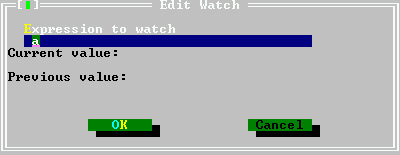 Edit Watch
Expression to watch
a
Current value:
Previous value:
OK
Cancel